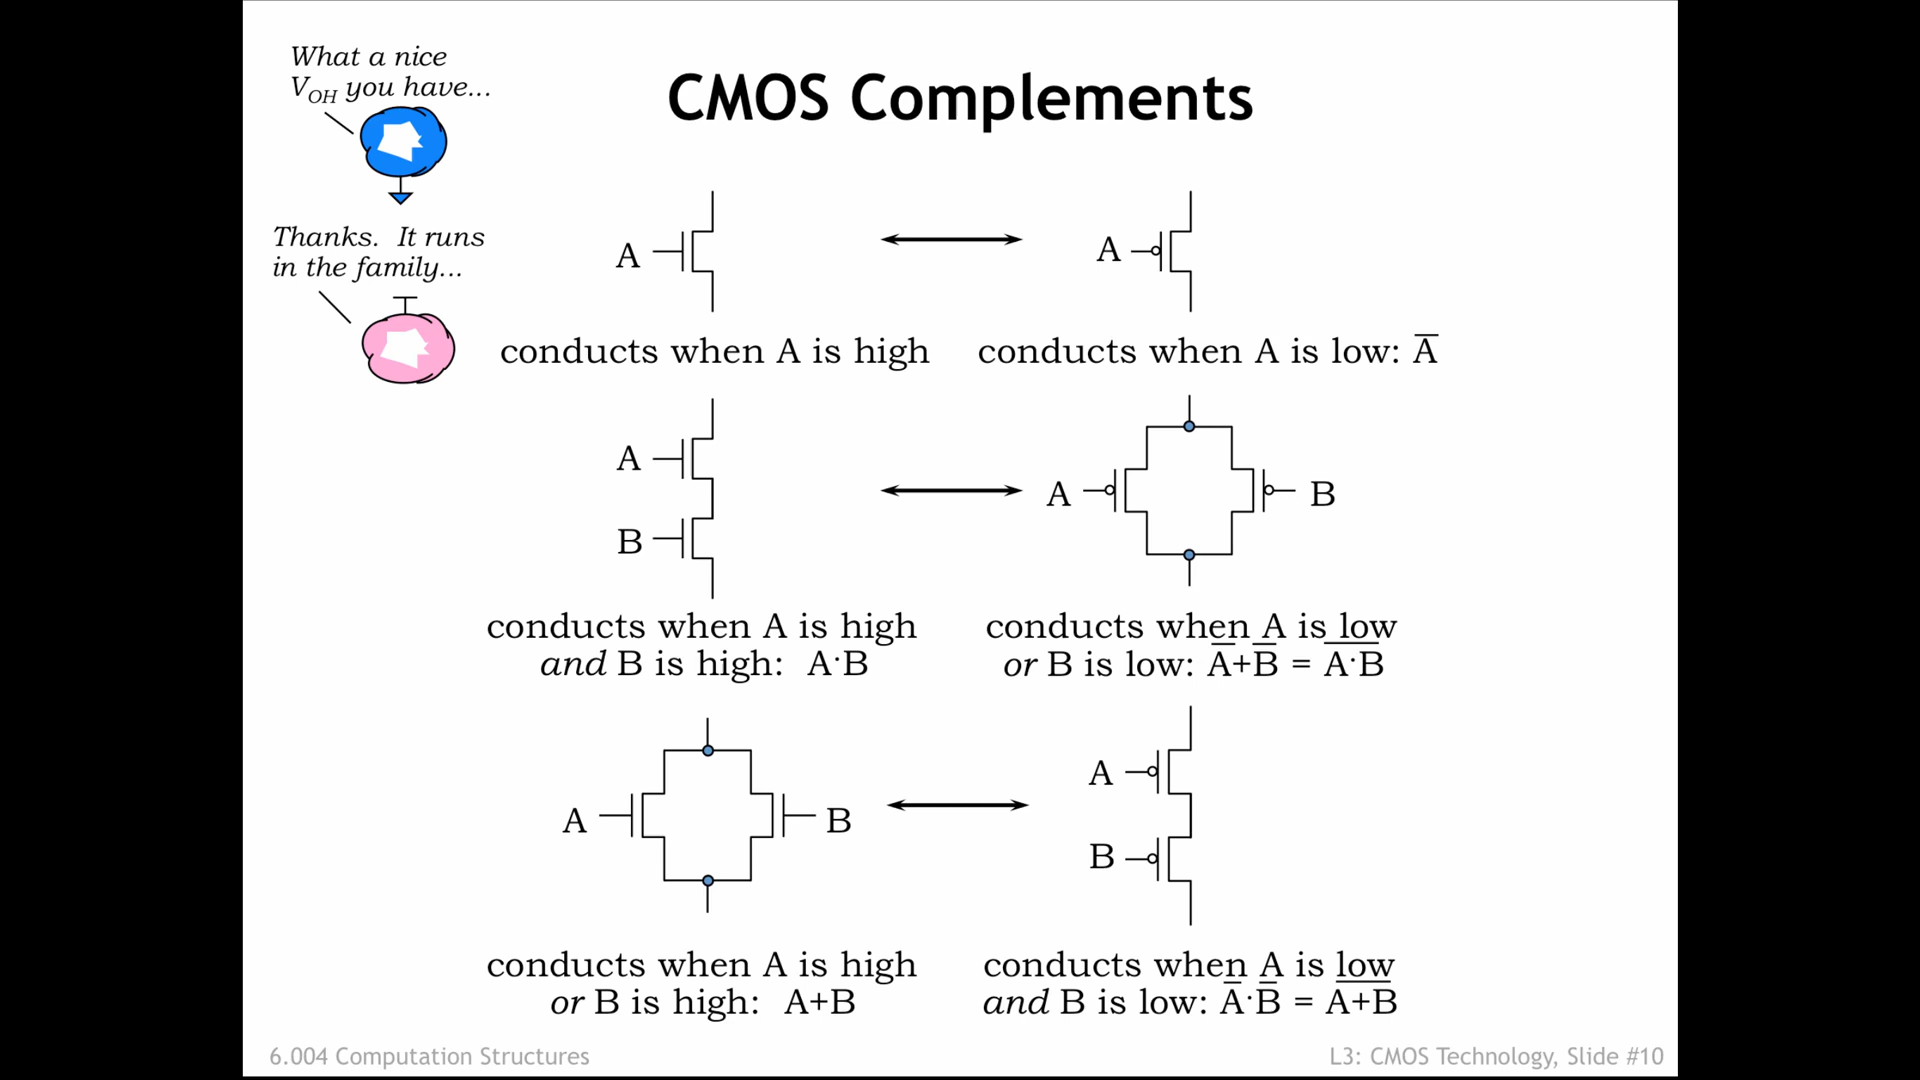 What a nice
V_OH you have...
CMOS Complements
Thanks. It runs
in the family...
A
A
conducts when A is high
conducts when A is low: A̅
A
B
A
B
conducts when A is high
and B is high: A·B
conducts when A is low
or B is low: A̅+B̅ = A̅·̅B̅
A
B
A
B
conducts when A is high
or B is high: A+B
conducts when A is low
and B is low: A̅·B̅ = A̅+̅B̅
6.004 Computation Structures
L3: CMOS Technology, Slide #10